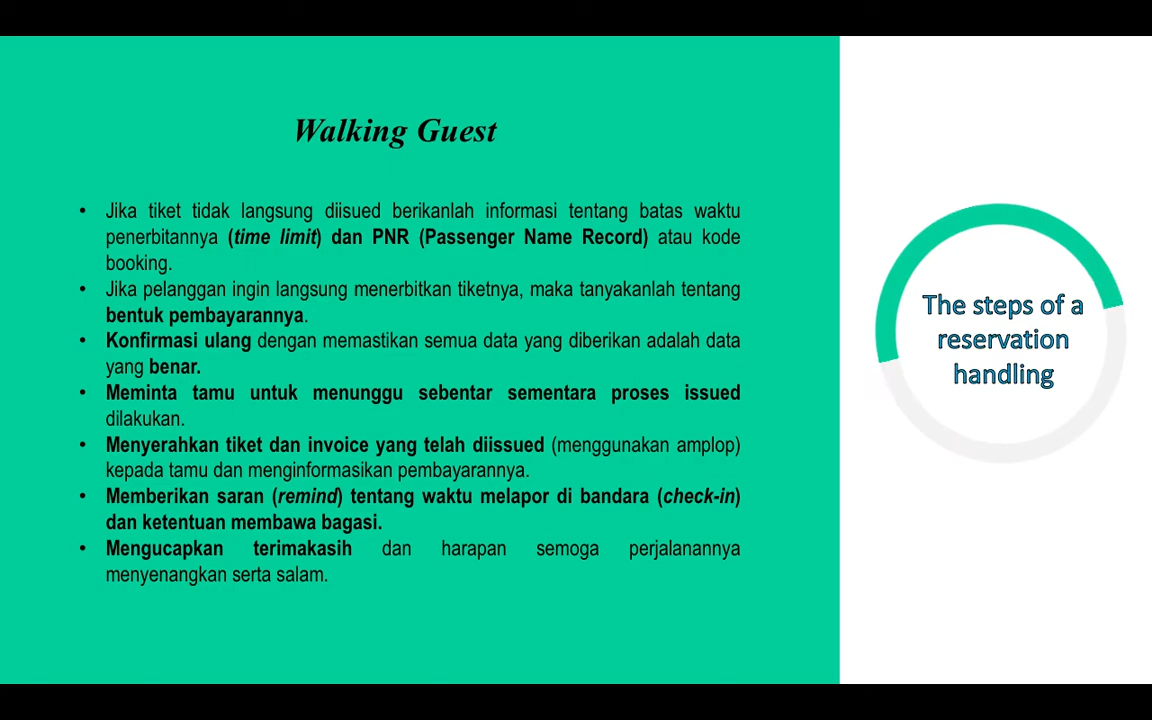 Walking Guest
• Jika tiket tidak langsung diisued berikanlah informasi tentang batas waktu
penerbitannya (time limit) dan PNR (Passenger Name Record) atau kode
booking.
• Jika pelanggan ingin langsung menerbitkan tiketnya, maka tanyakanlah tentang
bentuk pembayarannya.
• Konfirmasi ulang dengan memastikan semua data yang diberikan adalah data
yang benar.
• Meminta tamu untuk menunggu sebentar sementara proses issued
dilakukan.
• Menyerahkan tiket dan invoice yang telah diissued (menggunakan amplop)
kepada tamu dan menginformasikan pembayarannya.
• Memberikan saran (remind) tentang waktu melapor di bandara (check-in)
dan ketentuan membawa bagasi.
• Mengucapkan terimakasih dan harapan semoga perjalanannya
menyenangkan serta salam.
The steps of a
reservation
handling